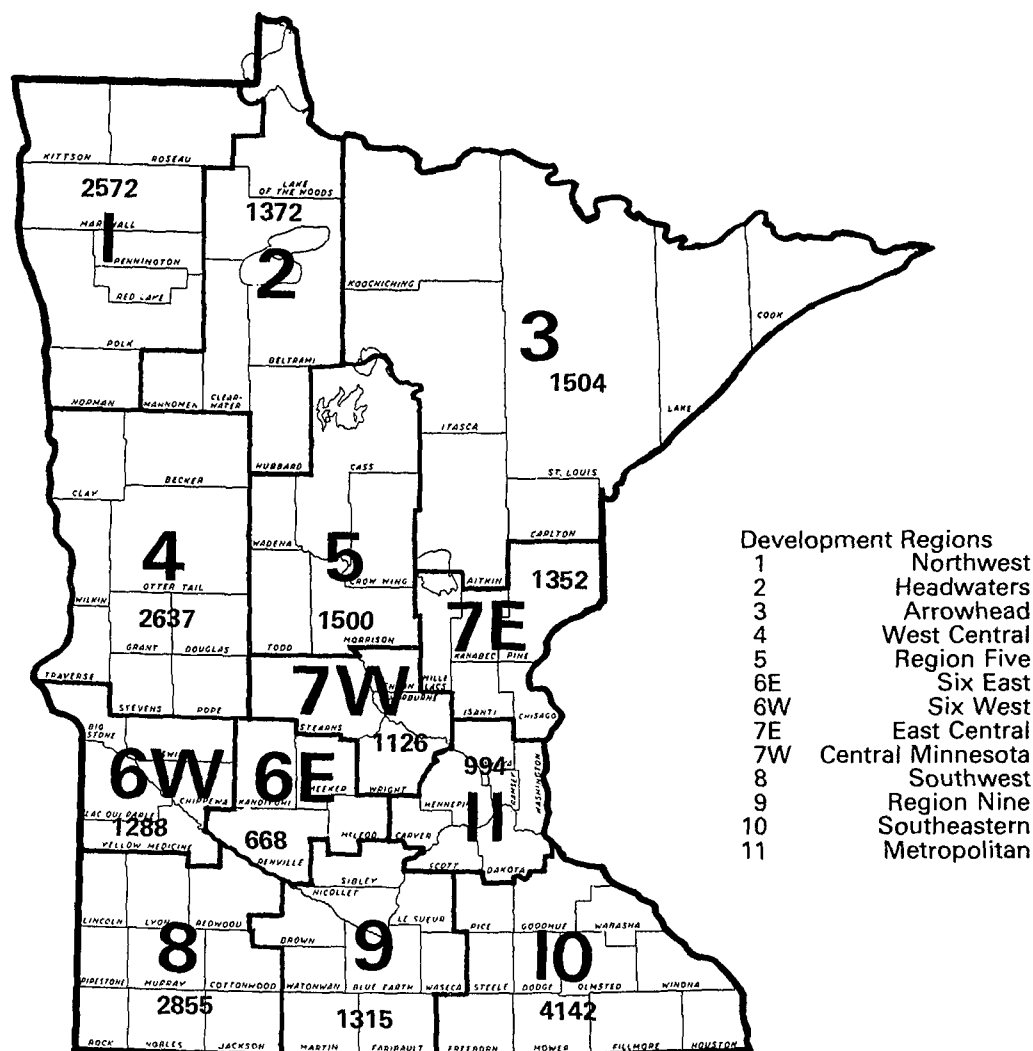 KITTSON
ROSEAU
2572
LAKE
OF THE WOODS
1372
MARSHALL
1
PENNINGTON
2
RED LAKE
KOOCHICHING
COOK
POLK
3
BELTRAMI
1504
NORMAN
MAHNOMEN
CLEAR-
WATER
LAKE
ITASCA
HUBBARD
CASS
ST. LOUIS
BECKER
CLAY
CARLTON
4
WADENA
5
CROW WING
AITKIN
1352
OTTER TAIL
WILKIN
2637
1500
7E
GRANT
DOUGLAS
TODD
MORRISON
KANABEC
PINE
TRAVERSE
7W
MILLE
LACS
STEVENS
POPE
STEARNS
ISANTI
CHISAGO
BIG
STONE
1126
994
6W
6E
CHIPPEWA
KANDIYOHI
MEEKER
WRIGHT
HENNEPIN
RAMSEY
WASHINGTON
LAC QUI PARLE
1288
668
MCLEOD
CARVER
11
YELLOW MEDICINE
RENVILLE
SCOTT
DAKOTA
SIBLEY
NICOLLET
LINCOLN
LYON
REDWOOD
BROWN
LE SUEUR
RICE
GOODHUE
WABASHA
8
9
10
PIPESTONE
MURRAY
COTTONWOOD
WATONWAN
BLUE EARTH
WASECA
STEELE
DODGE
OLMSTED
WINONA
2855
1315
4142
ROCK
NOBLES
JACKSON
MARTIN
FARIBAULT
FREEBORN
MOWER
FILLMORE
HOUSTON
Development Regions
1 Northwest
2 Headwaters
3 Arrowhead
4 West Central
5 Region Five
6E Six East
6W Six West
7E East Central
7W Central Minnesota
8 Southwest
9 Region Nine
10 Southeastern
11 Metropolitan